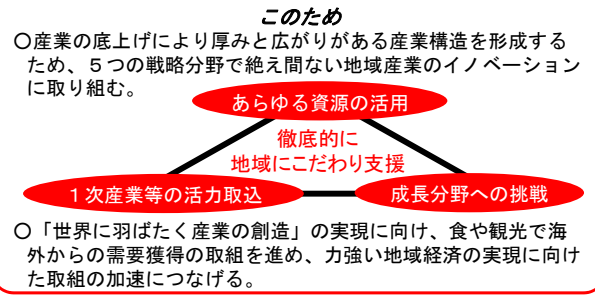 このため
○産業の底上げにより厚みと広がりがある産業構造を形成する
ため、５つの戦略分野で絶え間ない地域産業のイノベーション
に取り組む。
あらゆる資源の活用
徹底的に
地域にこだわり支援
１次産業等の活力取込
成長分野への挑戦
○「世界に羽ばたく産業の創造」の実現に向け、食や観光で海
外からの需要獲得の取組を進め、力強い地域経済の実現に向け
た取組の加速につなげる。